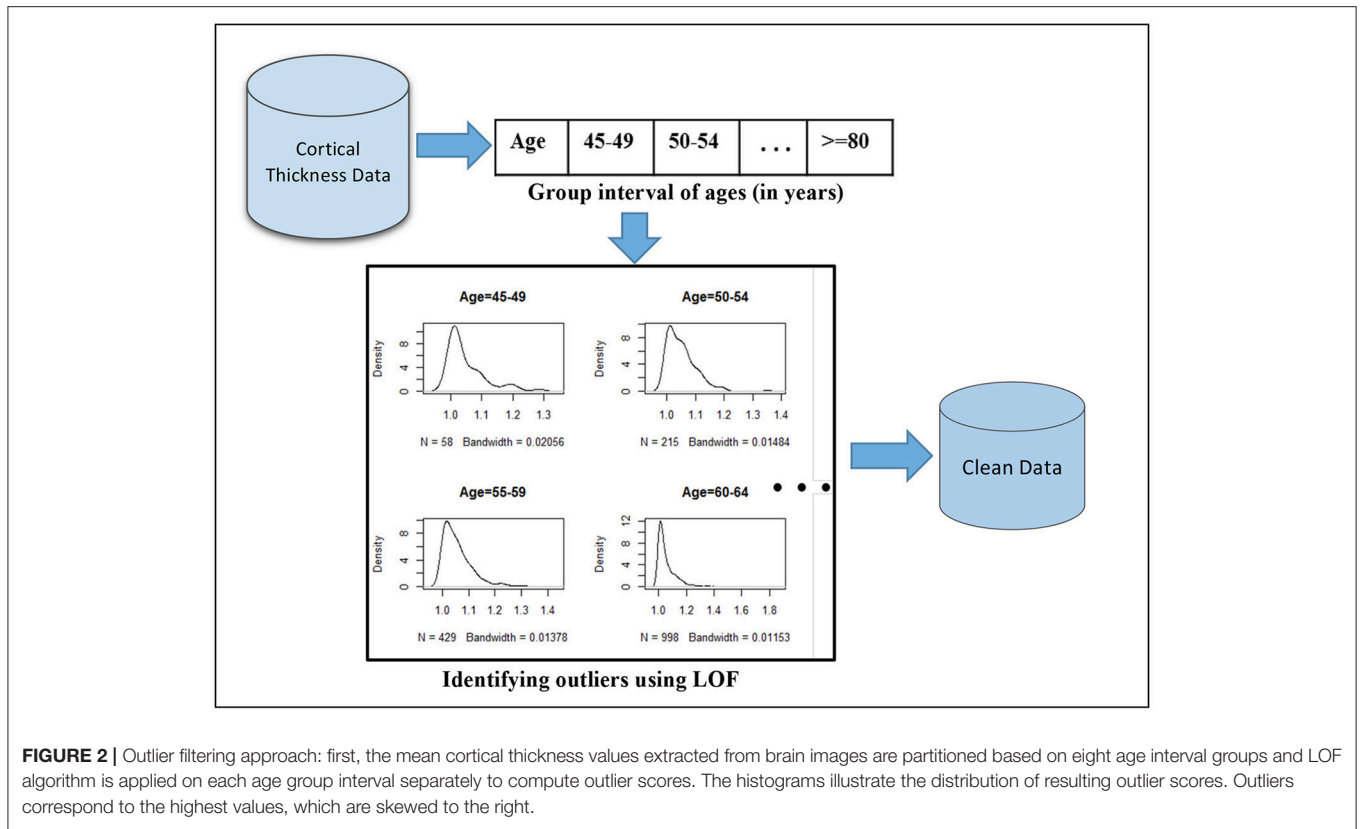 Cortical
Thickness Data
Age 45-49 50-54 ... >=80
Group interval of ages (in years)
Age=45-49
Density
0 4 8
1.0 1.1 1.2 1.3
N = 58 Bandwidth = 0.02056
Age=50-54
Density
0 4 8
1.0 1.1 1.2 1.3 1.4
N = 215 Bandwidth = 0.01484
Age=55-59
Density
0 4 8
1.0 1.1 1.2 1.3 1.4
N = 429 Bandwidth = 0.01378
Age=60-64
Density
0 4 8 12
1.0 1.2 1.4 1.6 1.8
N = 998 Bandwidth = 0.01153
Identifying outliers using LOF
Clean Data
FIGURE 2 | Outlier filtering approach: first, the mean cortical thickness values extracted from brain images are partitioned based on eight age interval groups and LOF
algorithm is applied on each age group interval separately to compute outlier scores. The histograms illustrate the distribution of resulting outlier scores. Outliers
correspond to the highest values, which are skewed to the right.